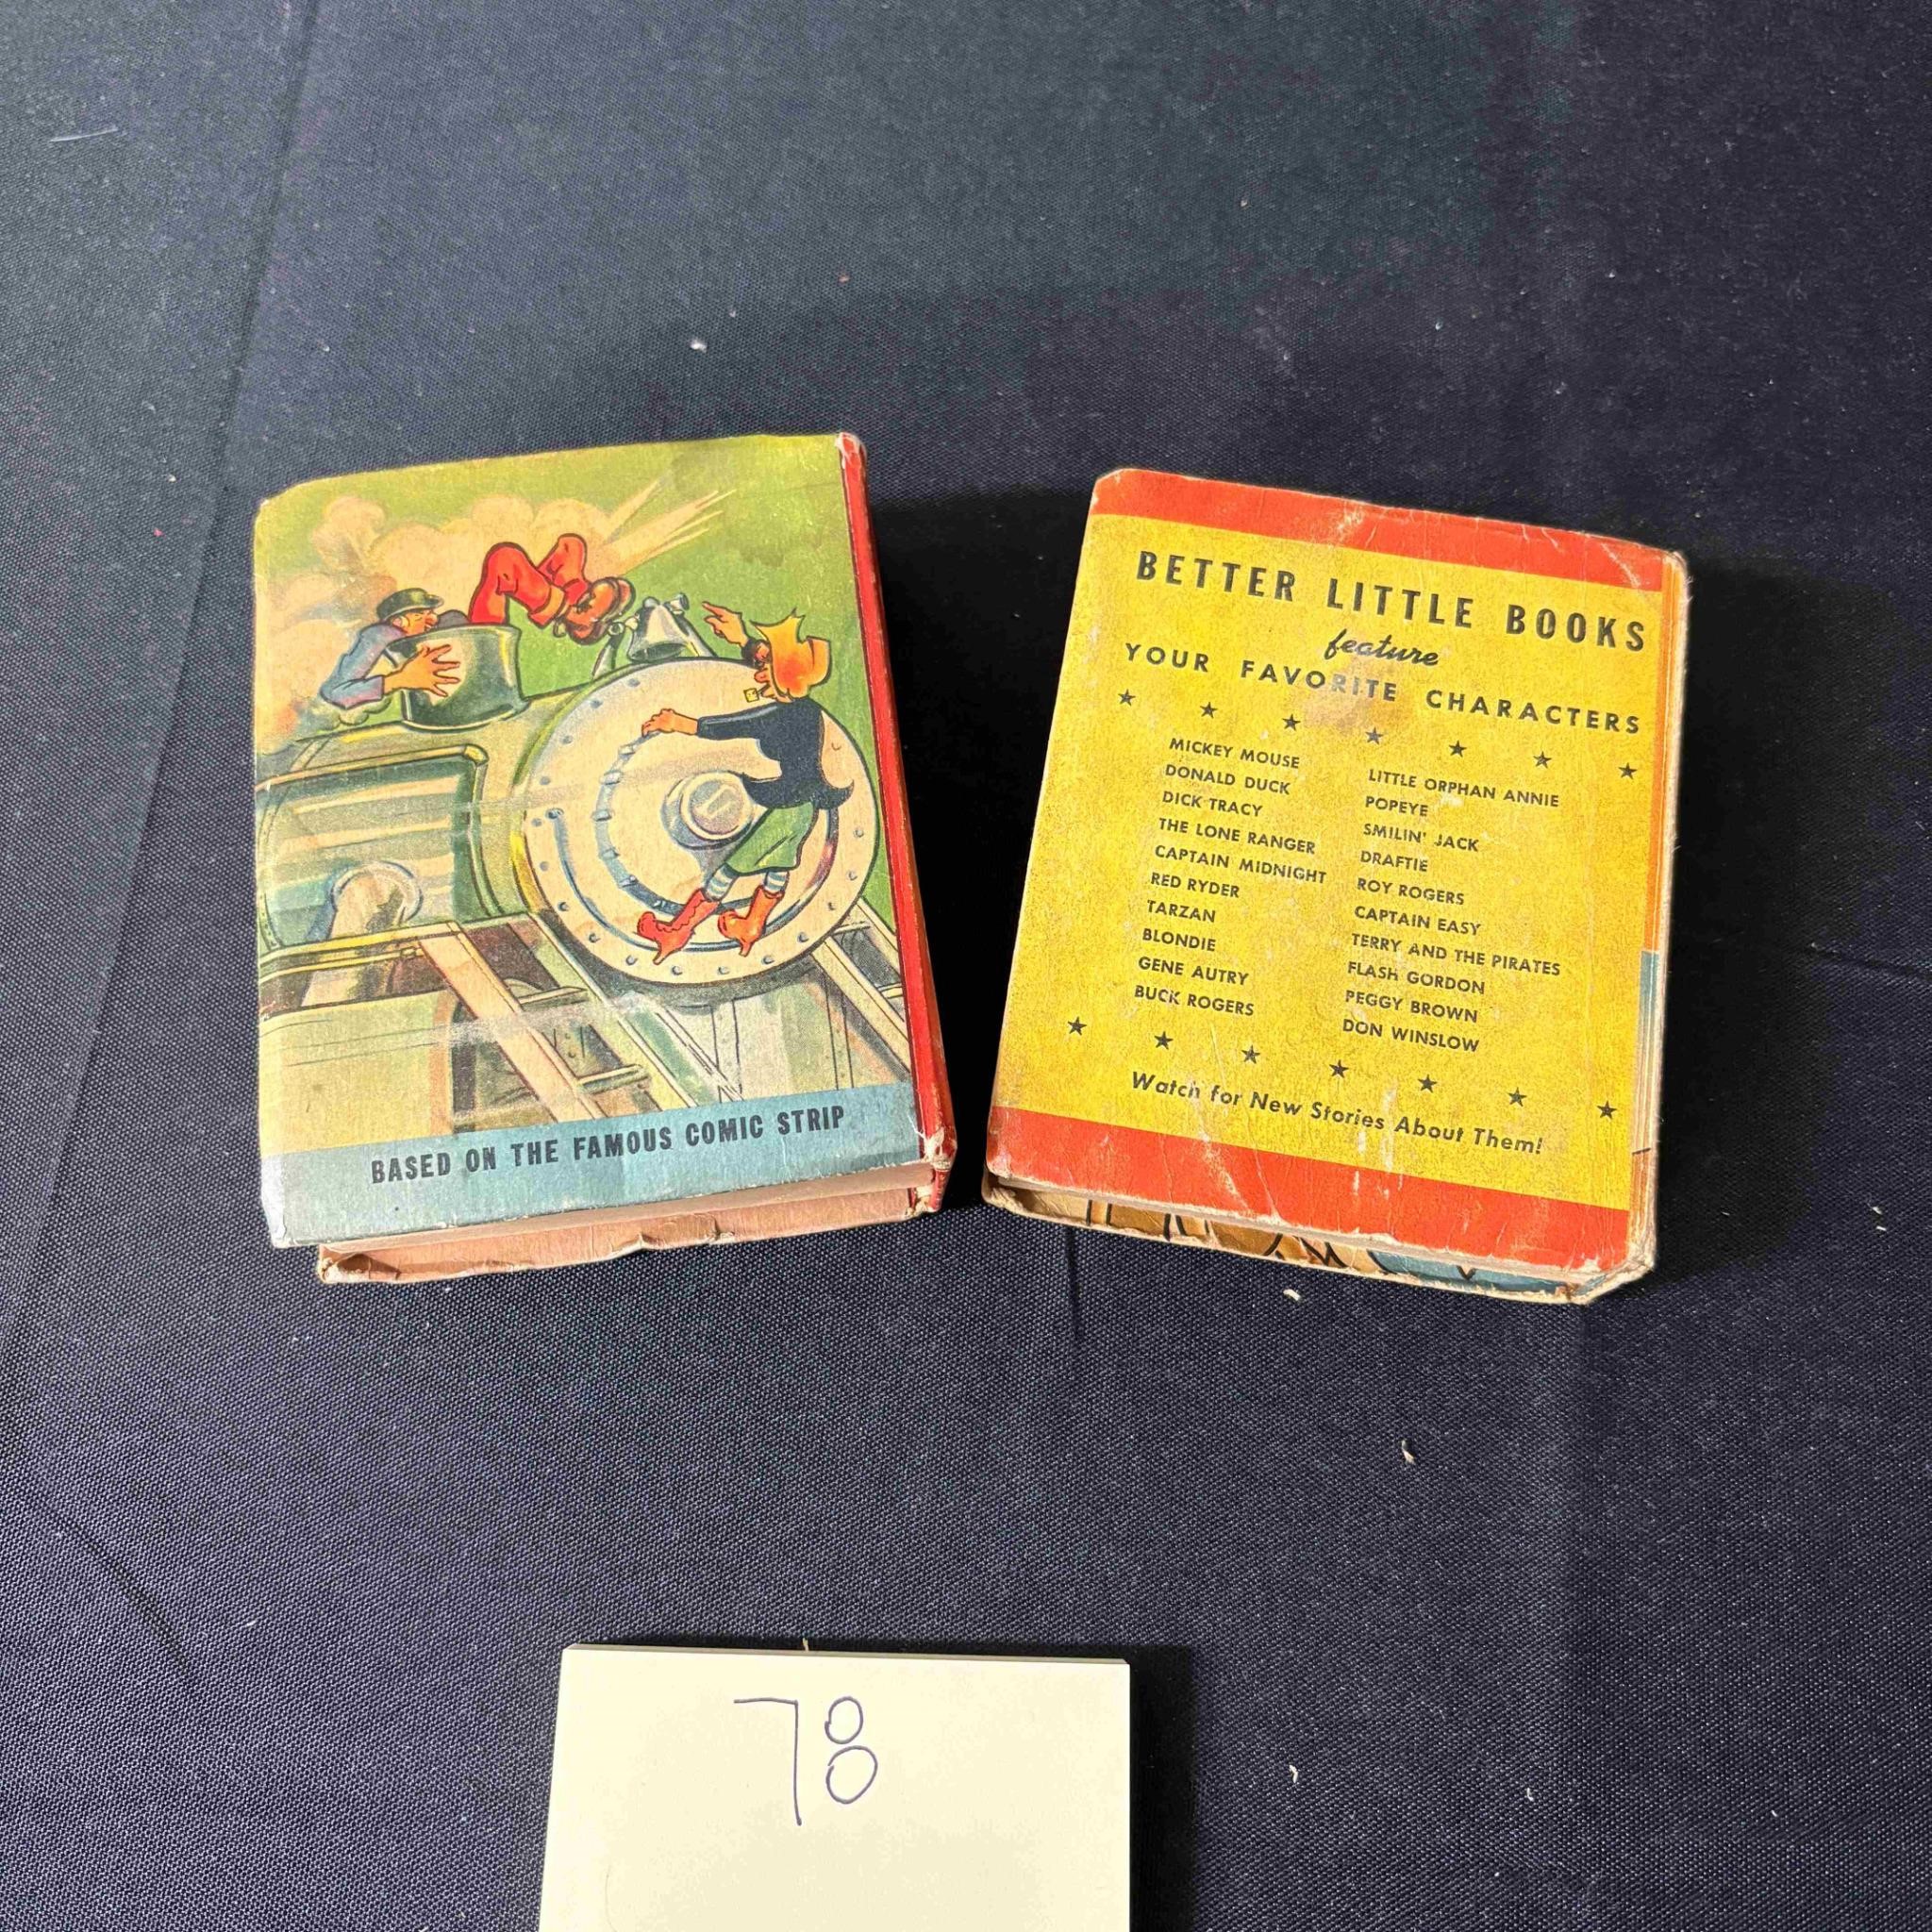 BASED ON THE FAMOUS COMIC STRIP
BETTER LITTLE BOOKS
feature
YOUR FAVORITE CHARACTERS
MICKEY MOUSE
DONALD DUCK
DICK TRACY
THE LONE RANGER
CAPTAIN MIDNIGHT
RED RYDER
TARZAN
BLONDIE
GENE AUTRY
BUCK ROGERS
LITTLE ORPHAN ANNIE
POPEYE
SMILIN' JACK
DRAFTIE
ROY ROGERS
CAPTAIN EASY
TERRY AND THE PIRATES
FLASH GORDON
PEGGY BROWN
DON WINSLOW
Watch for New Stories About Them!
78